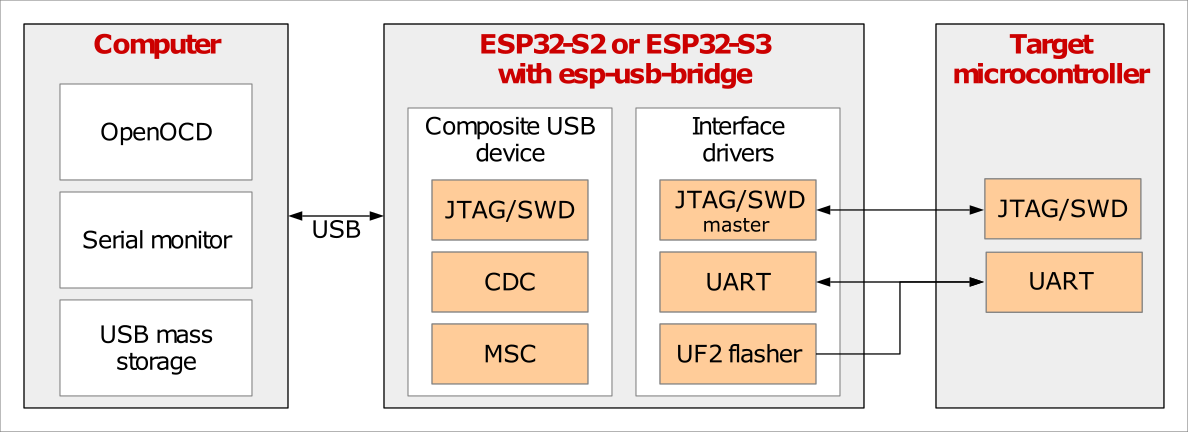 Computer
OpenOCD
Serial monitor
USB mass
storage
USB
ESP32-S2 or ESP32-S3
with esp-usb-bridge
Composite USB
device
JTAG/SWD
CDC
MSC
Interface
drivers
JTAG/SWD
master
UART
UF2 flasher
Target
microcontroller
JTAG/SWD
UART